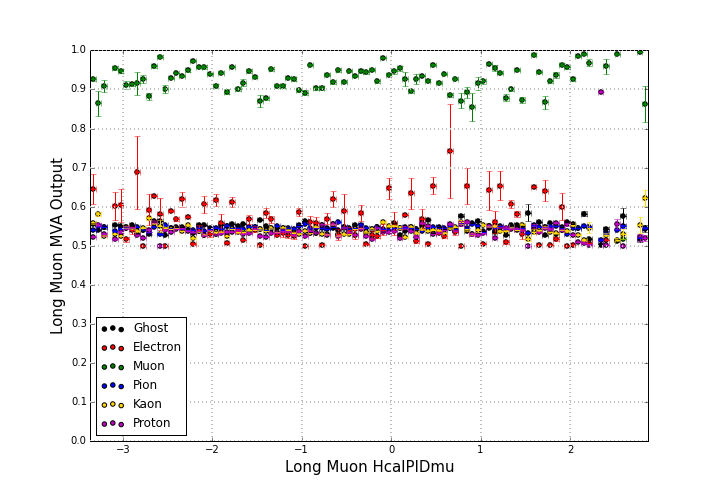 1.0
0.9
0.8
0.7
0.6
0.5
0.4
0.3
0.2
0.1
0.0
Long Muon MVA Output
Ghost
Electron
Muon
Pion
Kaon
Proton
−3 −2 −1 0 1 2
Long Muon HcalPIDmu